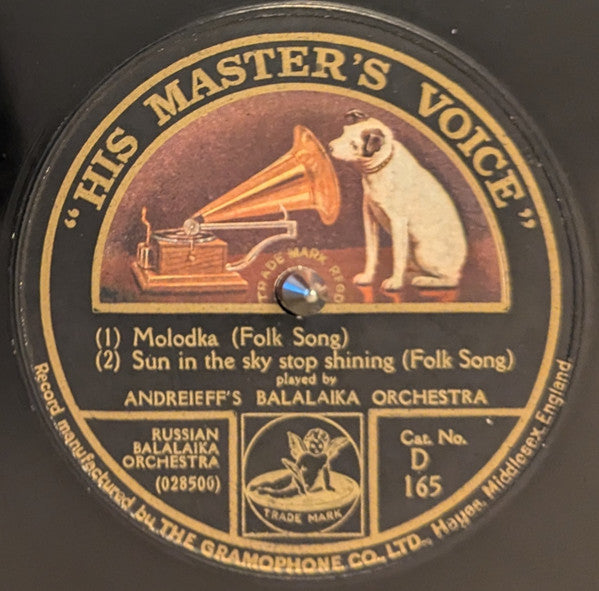 “HIS MASTER'S VOICE”
TRADE MARK REGD
(1) Molodka (Folk Song)
(2) Sun in the sky stop shining (Folk Song)
played by
ANDREIEFF'S BALALAIKA ORCHESTRA
RUSSIAN
BALALAIKA
ORCHESTRA
(028500)
TRADE MARK
Cat. No.
D
165
Record manufactured by THE GRAMOPHONE CO., LTD., Hayes, Middlesex, England